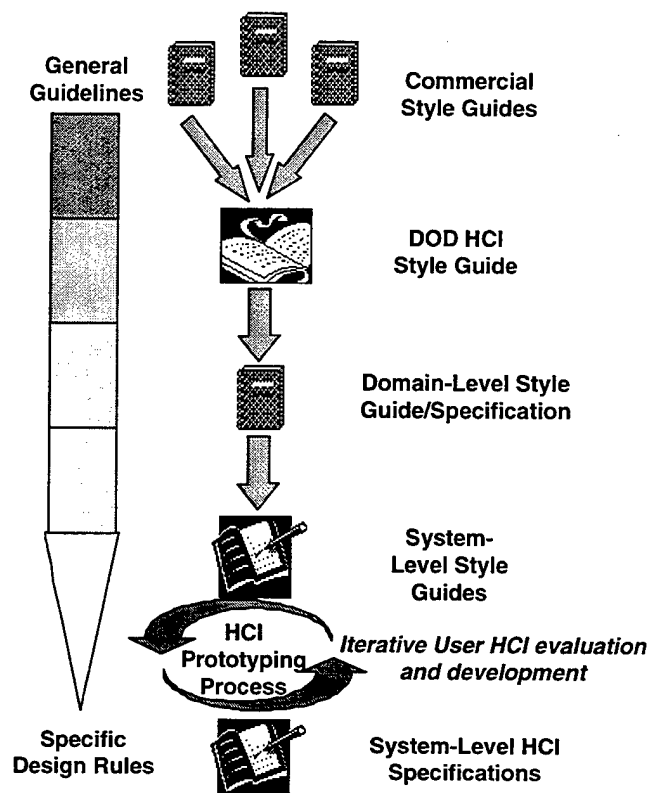 General
Guidelines
Commercial
Style Guides
DOD HCI
Style Guide
Domain-Level Style
Guide/Specification
System-
Level Style
Guides
HCI
Prototyping
Process
Iterative User HCI evaluation
and development
Specific
Design Rules
System-Level HCI
Specifications